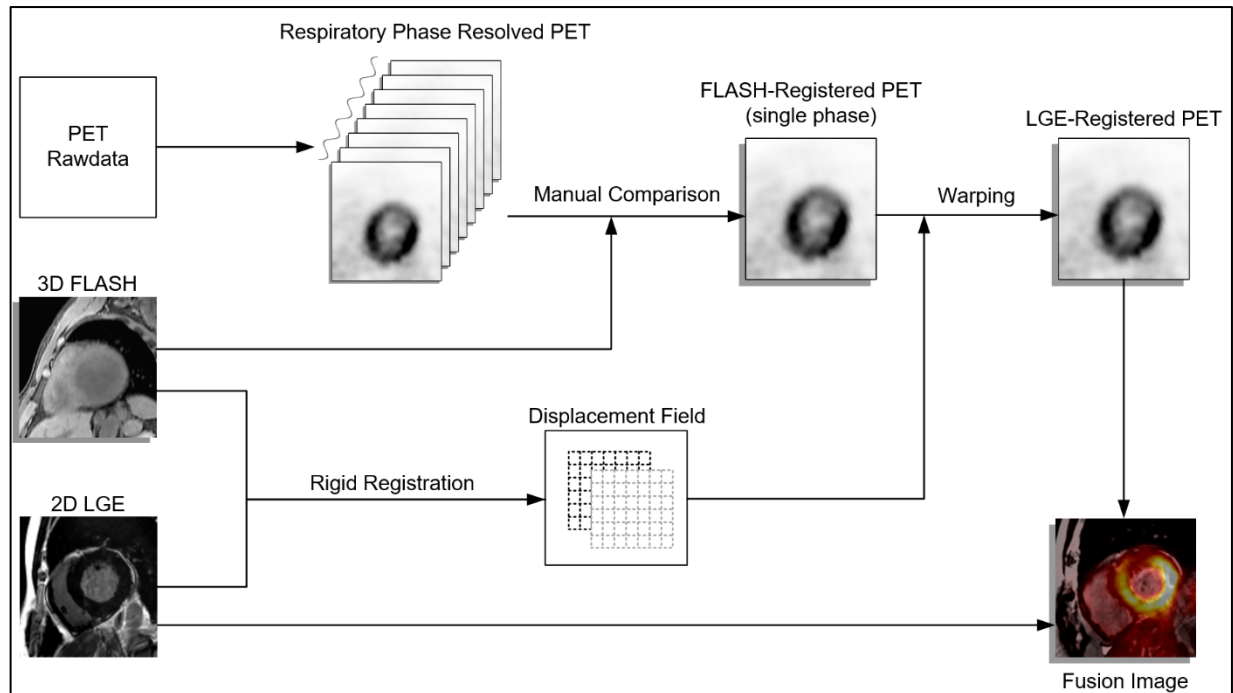 Respiratory Phase Resolved PET
PET
Rawdata
FLASH-Registered PET
(single phase)
LGE-Registered PET
Manual Comparison
Warping
3D FLASH
Displacement Field
Rigid Registration
2D LGE
Fusion Image